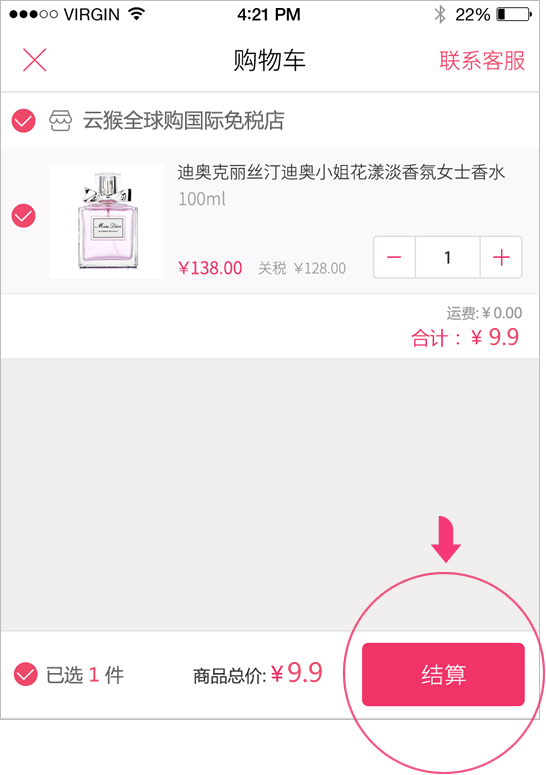 VIRGIN 4:21 PM 22%
购物车 联系客服
云猴全球购国际免税店
迪奥克丽丝汀迪奥小姐花漾淡香氛女士香水
100ml
Miss Dior
¥138.00 关税 ¥128.00 1
运费:¥0.00
合计：¥ 9.9
已选 1 件 商品总价:¥9.9 结算